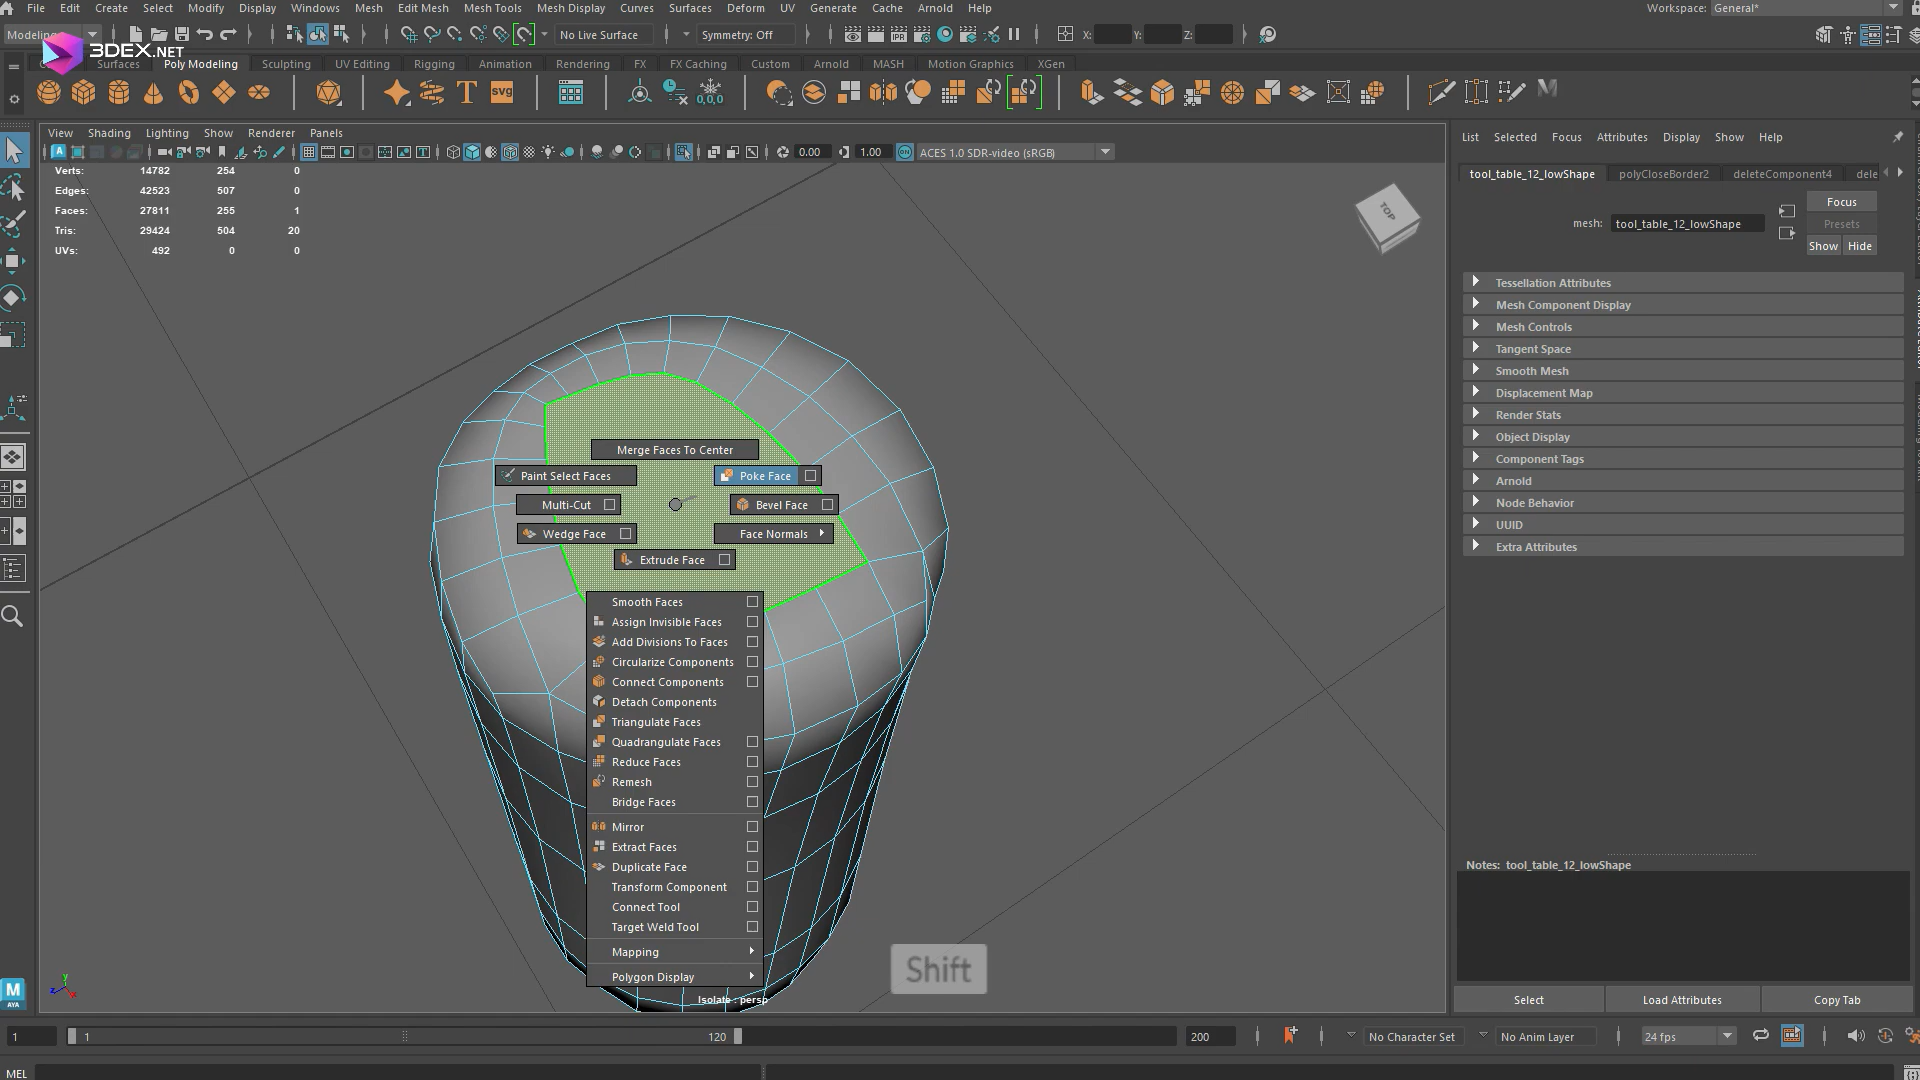 File Edit Create Select Modify Display Windows Mesh Edit Mesh Mesh Tools Mesh Display Curves Surfaces Deform UV Generate Cache Arnold Help Workspace: General*
Modeling No Live Surface Symmetry: Off X: Y: Z:
3DEX.NET
Surfaces Poly Modeling Sculpting UV Editing Rigging Animation Rendering FX FX Caching Custom Arnold MASH Motion Graphics XGen
T svg 0,0,0
View Shading Lighting Show Renderer Panels
0.00 1.00 ON ACES 1.0 SDR-video (sRGB)
List Selected Focus Attributes Display Show Help
Verts: 14782 254 0
Edges: 42523 507 0
Faces: 27811 255 1
Tris: 29424 504 20
UVs: 492 0 0
TOP
tool_table_12_lowShape polyCloseBorder2 deleteComponent4 dele
Focus
mesh: tool_table_12_lowShape Presets
Show Hide
Tessellation Attributes
Mesh Component Display
Mesh Controls
Tangent Space
Smooth Mesh
Displacement Map
Render Stats
Object Display
Component Tags
Arnold
Node Behavior
UUID
Extra Attributes
Merge Faces To Center
Paint Select Faces Poke Face
Multi-Cut Bevel Face
Wedge Face Face Normals
Extrude Face
Smooth Faces
Assign Invisible Faces
Add Divisions To Faces
Circularize Components
Connect Components
Detach Components
Triangulate Faces
Quadrangulate Faces
Reduce Faces
Remesh
Bridge Faces
Mirror
Extract Faces
Duplicate Face
Transform Component
Connect Tool
Target Weld Tool
Mapping
Polygon Display
Isolate : persp
Shift
Notes: tool_table_12_lowShape
Select Load Attributes Copy Tab
M
AYA
y
z x
1 1 120 200 No Character Set No Anim Layer 24 fps
MEL